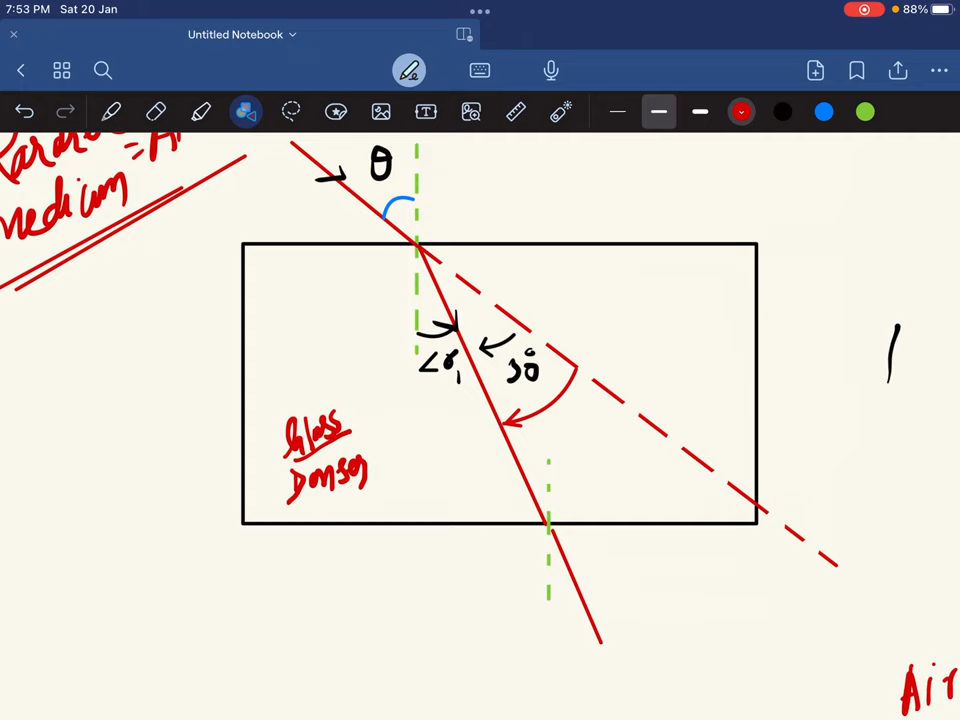 7:53 PM Sat 20 Jan
88%
Untitled Notebook
= A
medium
θ
∠r₁
30°
Glass
Denser
Air